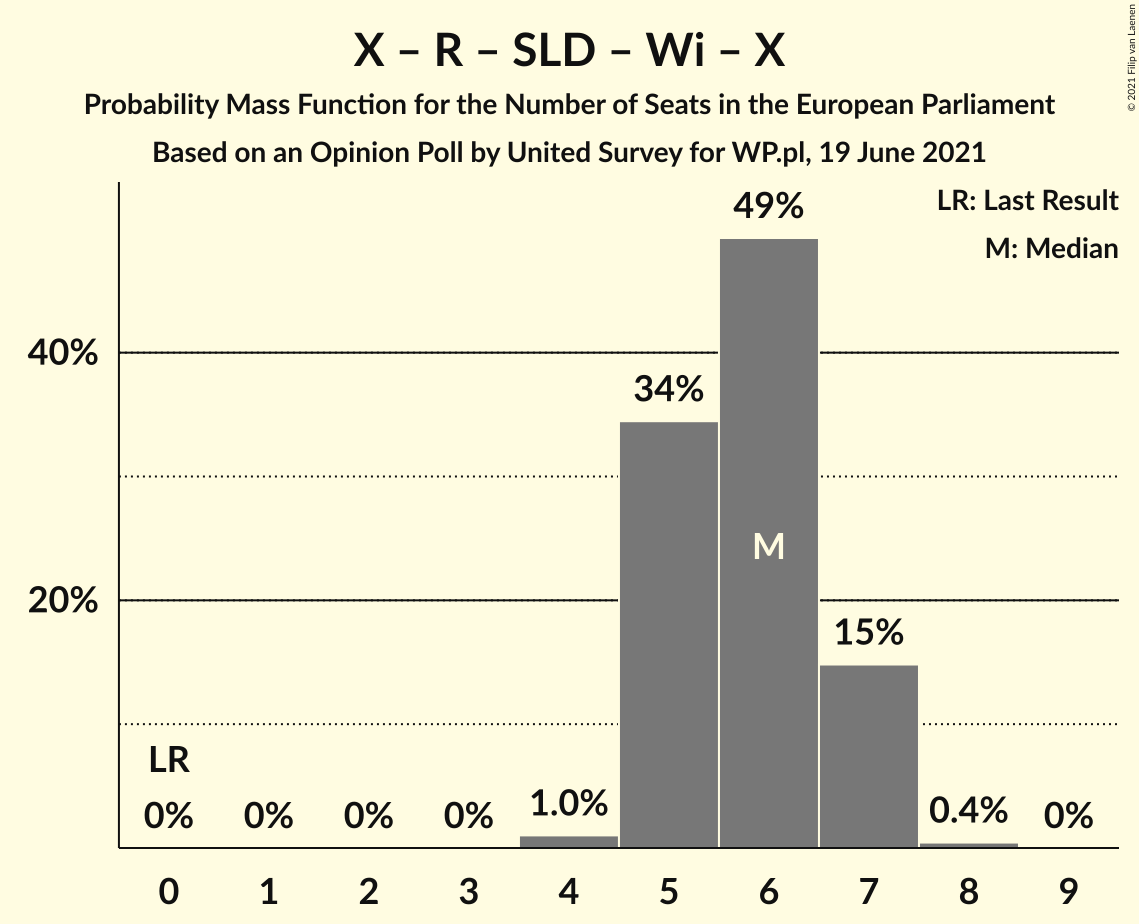 X – R – SLD – Wi – X
Probability Mass Function for the Number of Seats in the European Parliament
Based on an Opinion Poll by United Survey for WP.pl, 19 June 2021
© 2021 Filip van Laenen
LR: Last Result
M: Median
49%
40%
34%
M
20%
15%
LR
0%
0%
0%
0%
1.0%
0.4%
0%
0
1
2
3
4
5
6
7
8
9